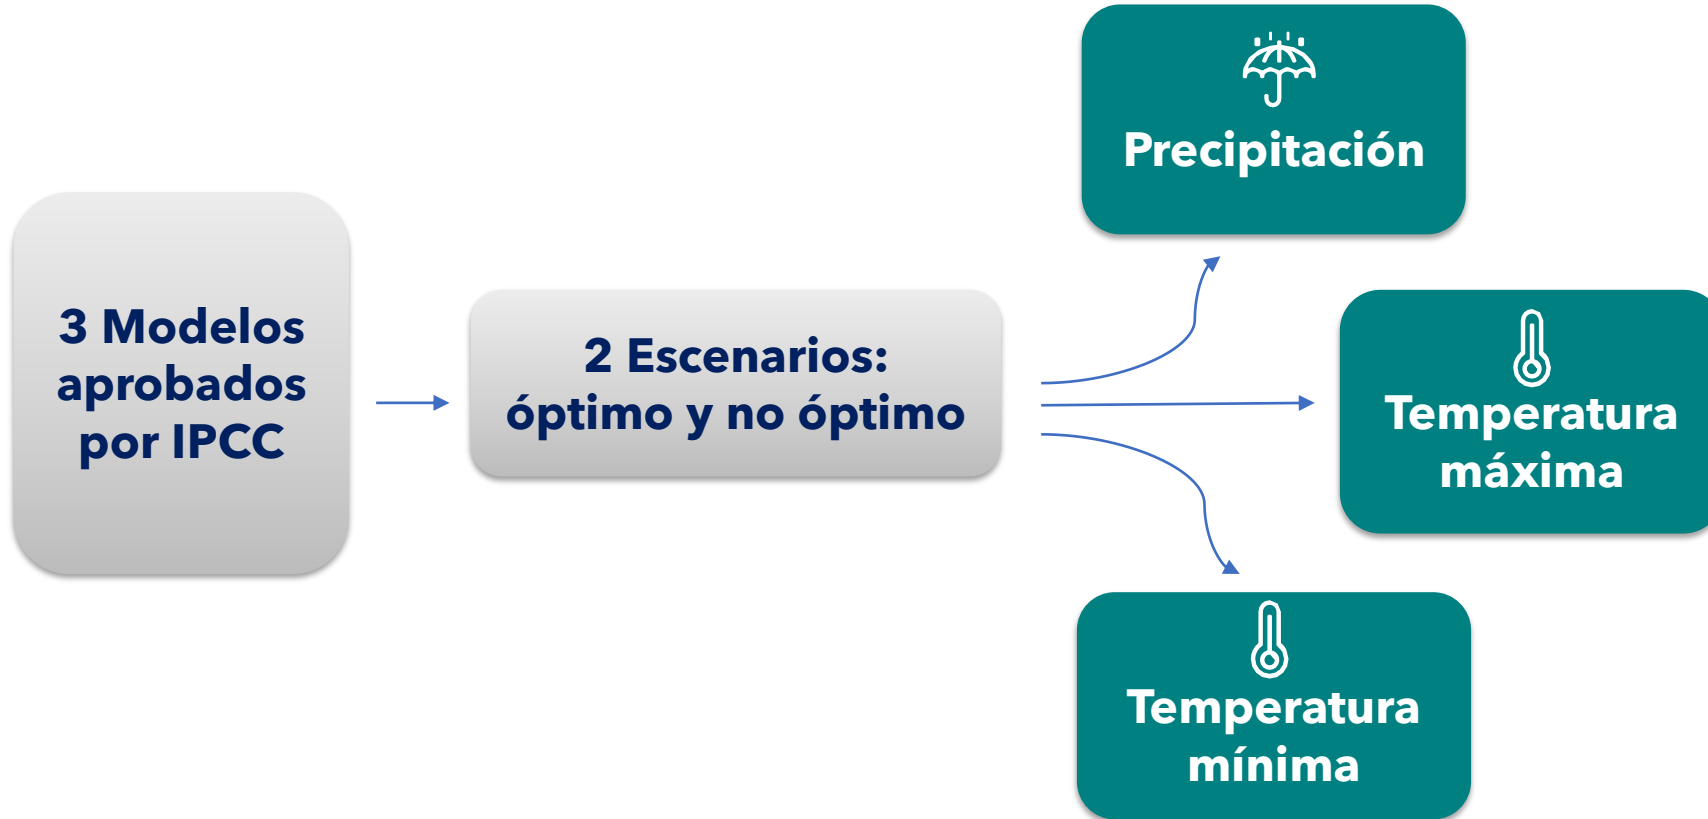 3 Modelos
aprobados
por IPCC
2 Escenarios:
óptimo y no óptimo
Precipitación
Temperatura
máxima
Temperatura
mínima